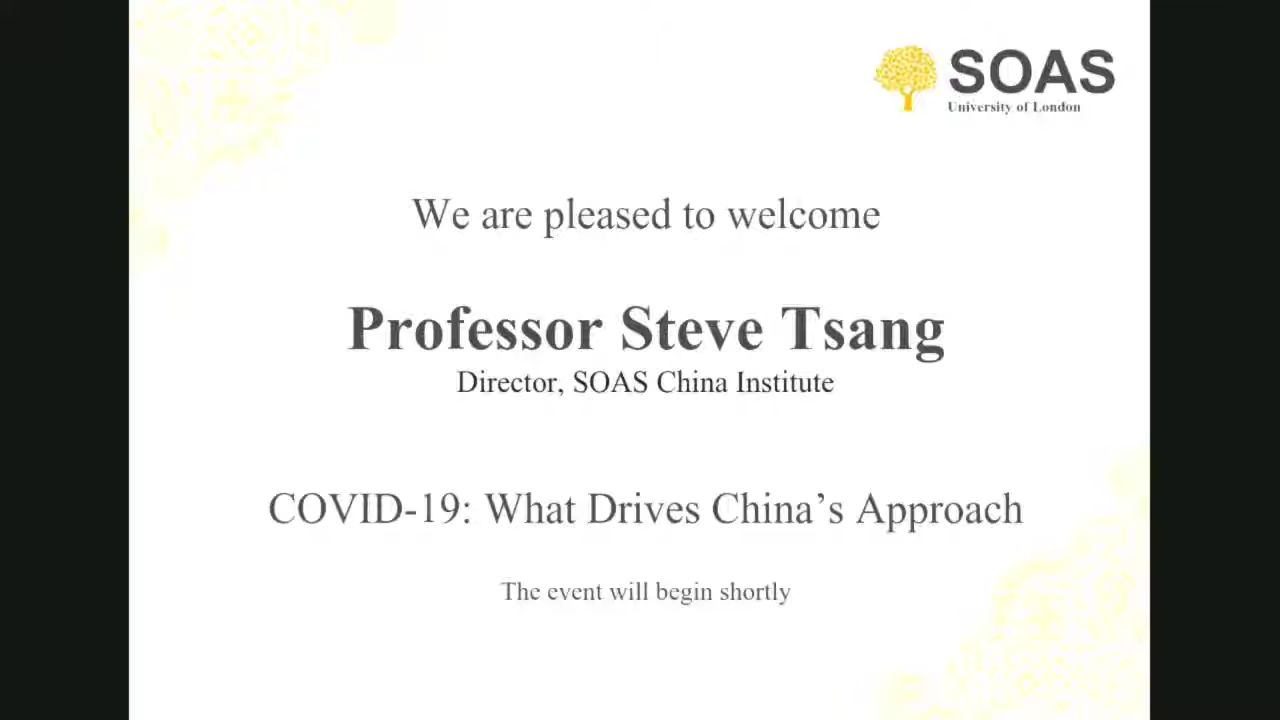 SOAS
University of London
We are pleased to welcome
Professor Steve Tsang
Director, SOAS China Institute
COVID-19: What Drives China’s Approach
The event will begin shortly